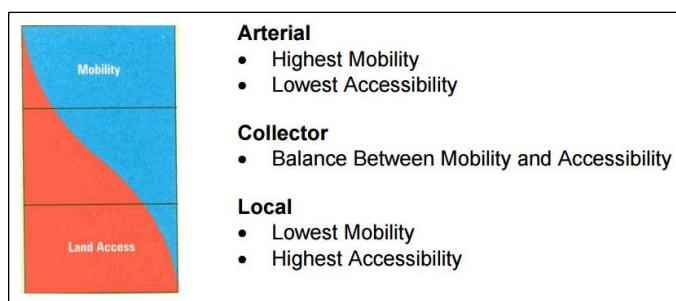 Mobility
Land Access
Arterial
• Highest Mobility
• Lowest Accessibility
Collector
• Balance Between Mobility and Accessibility
Local
• Lowest Mobility
• Highest Accessibility